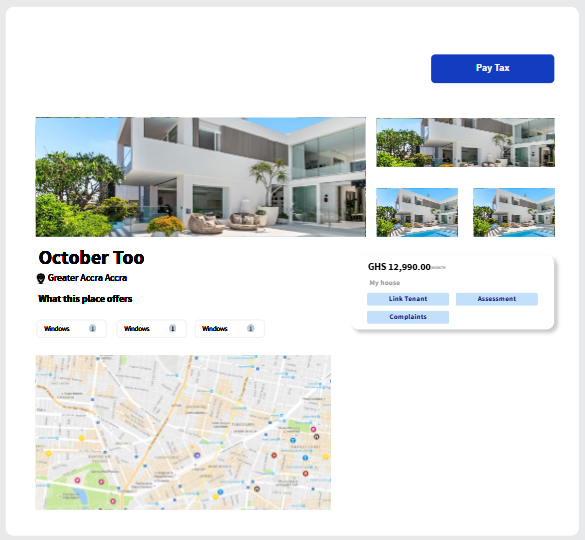 Pay Tax
October Too
Greater Accra Accra
What this place offers
Windows 1
Windows 1
Windows 1
GHS 12,990.00
My house
Link Tenant
Assessment
Complaints